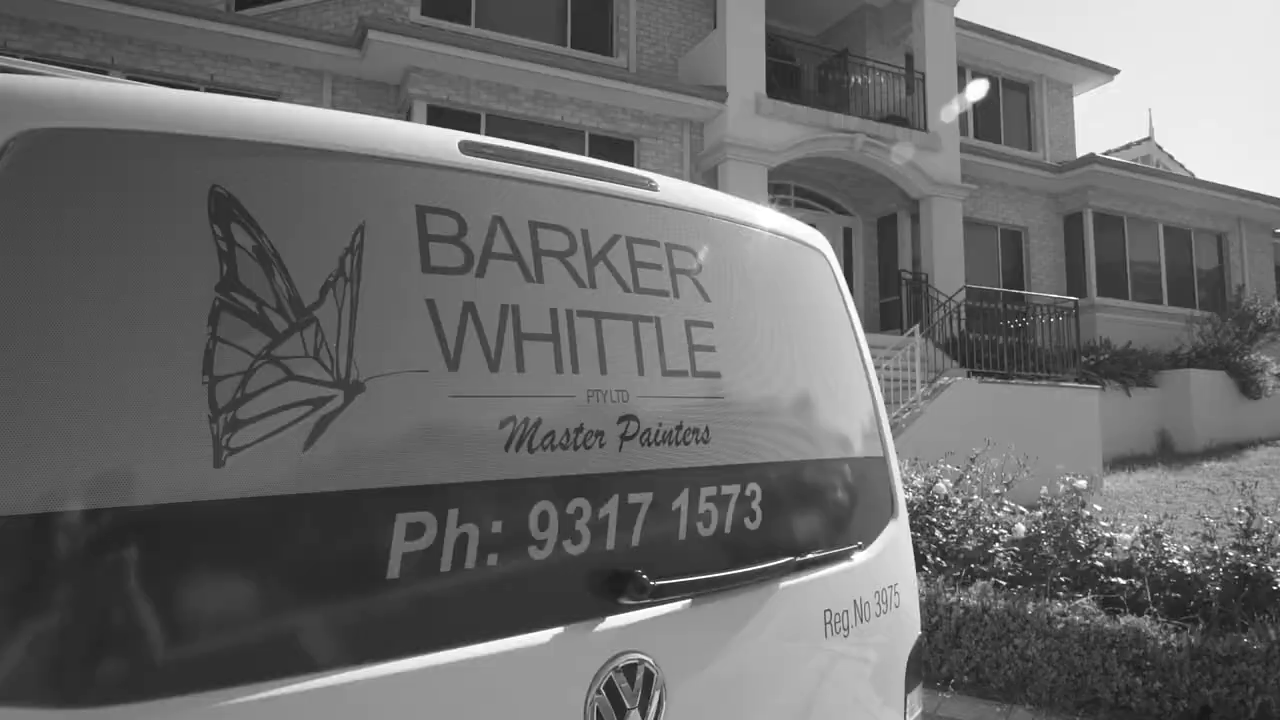 BARKER
WHITTLE
PTY LTD
Master Painters
Ph: 9317 1573
Reg.No 3975